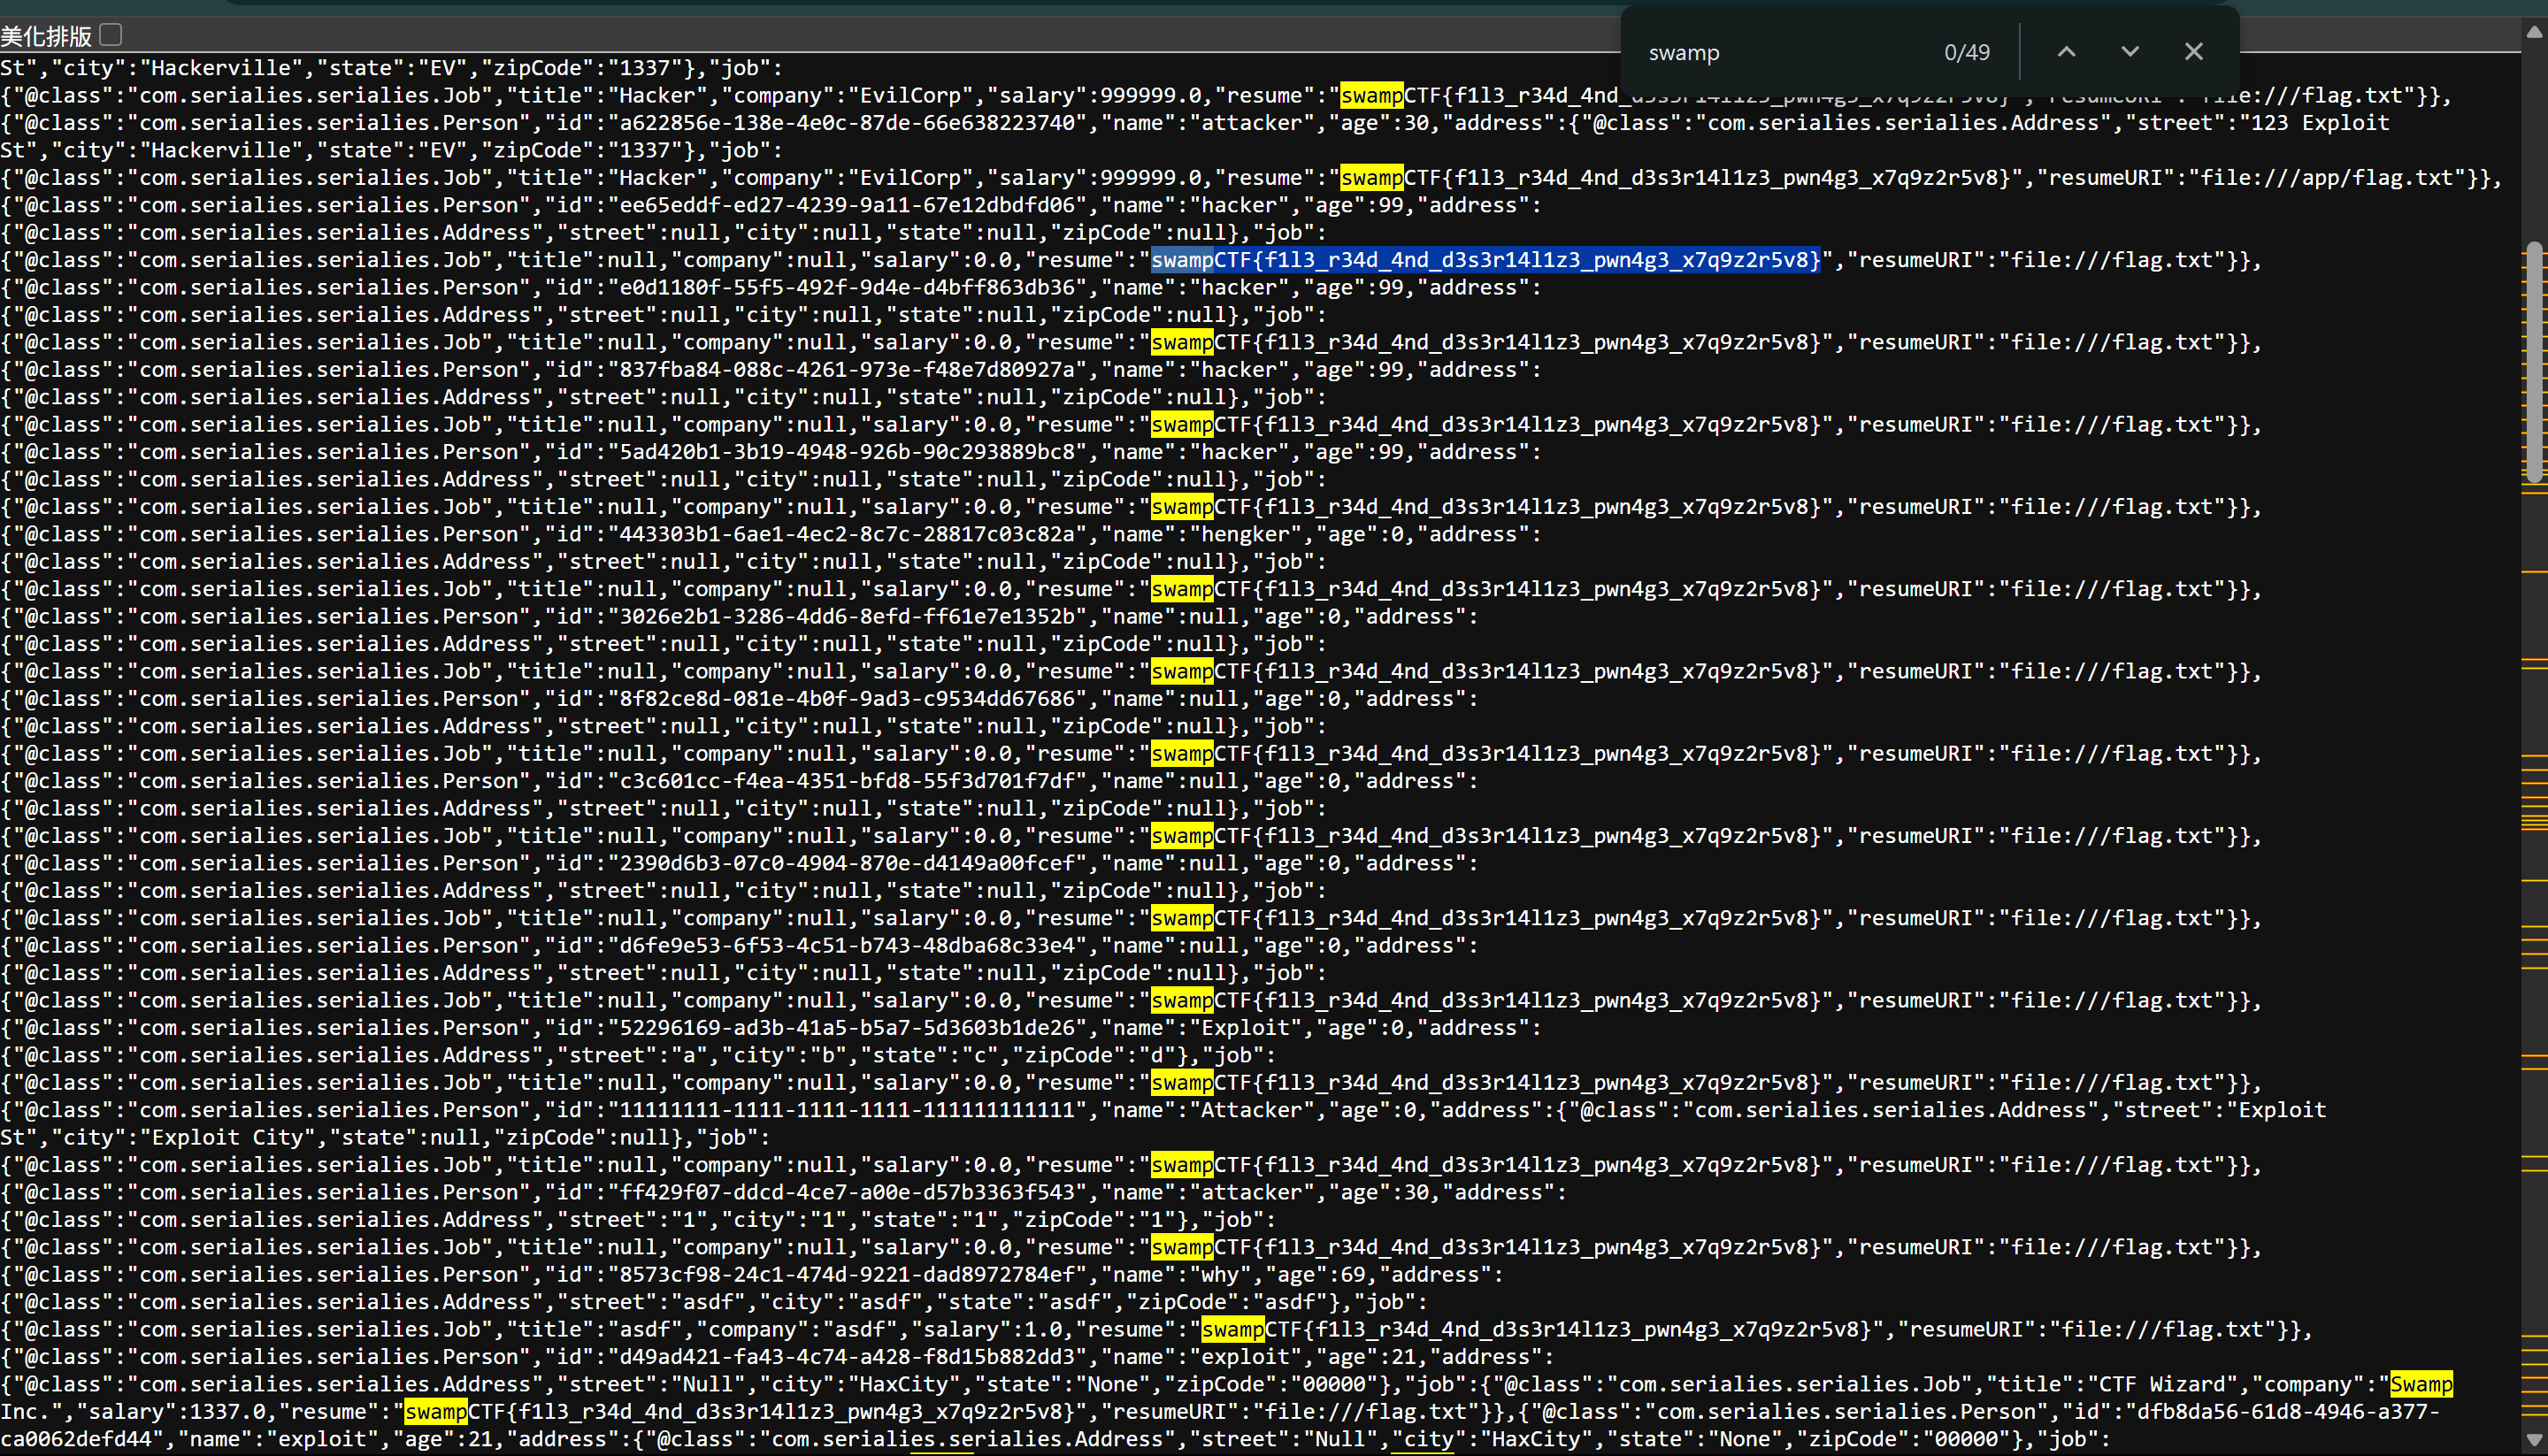 美化排版
swamp 0/49
St","city":"Hackerville","state":"EV","zipCode":"1337"},"job":
{"@class":"com.serialies.serialies.Job","title":"Hacker","company":"EvilCorp","salary":999999.0,"resume":"swampCTF{f1l3_r34d_4nd_d3s3r14l1z3_pwn4g3_x7q9z2r5v8}","resumeURI":"file:///flag.txt"}},
{"@class":"com.serialies.serialies.Person","id":"a622856e-138e-4e0c-87de-66e638223740","name":"attacker","age":30,"address":{"@class":"com.serialies.serialies.Address","street":"123 Exploit
St","city":"Hackerville","state":"EV","zipCode":"1337"},"job":
{"@class":"com.serialies.serialies.Job","title":"Hacker","company":"EvilCorp","salary":999999.0,"resume":"swampCTF{f1l3_r34d_4nd_d3s3r14l1z3_pwn4g3_x7q9z2r5v8}","resumeURI":"file:///app/flag.txt"}},
{"@class":"com.serialies.serialies.Person","id":"ee65eddf-ed27-4239-9a11-67e12dbdfd06","name":"hacker","age":99,"address":
{"@class":"com.serialies.serialies.Address","street":null,"city":null,"state":null,"zipCode":null},"job":
{"@class":"com.serialies.serialies.Job","title":null,"company":null,"salary":0.0,"resume":"swampCTF{f1l3_r34d_4nd_d3s3r14l1z3_pwn4g3_x7q9z2r5v8}","resumeURI":"file:///flag.txt"}},
{"@class":"com.serialies.serialies.Person","id":"e0d1180f-55f5-492f-9d4e-d4bff863db36","name":"hacker","age":99,"address":
{"@class":"com.serialies.serialies.Address","street":null,"city":null,"state":null,"zipCode":null},"job":
{"@class":"com.serialies.serialies.Job","title":null,"company":null,"salary":0.0,"resume":"swampCTF{f1l3_r34d_4nd_d3s3r14l1z3_pwn4g3_x7q9z2r5v8}","resumeURI":"file:///flag.txt"}},
{"@class":"com.serialies.serialies.Person","id":"837fba84-088c-4261-973e-f48e7d80927a","name":"hacker","age":99,"address":
{"@class":"com.serialies.serialies.Address","street":null,"city":null,"state":null,"zipCode":null},"job":
{"@class":"com.serialies.serialies.Job","title":null,"company":null,"salary":0.0,"resume":"swampCTF{f1l3_r34d_4nd_d3s3r14l1z3_pwn4g3_x7q9z2r5v8}","resumeURI":"file:///flag.txt"}},
{"@class":"com.serialies.serialies.Person","id":"5ad420b1-3b19-4948-926b-90c293889bc8","name":"hacker","age":99,"address":
{"@class":"com.serialies.serialies.Address","street":null,"city":null,"state":null,"zipCode":null},"job":
{"@class":"com.serialies.serialies.Job","title":null,"company":null,"salary":0.0,"resume":"swampCTF{f1l3_r34d_4nd_d3s3r14l1z3_pwn4g3_x7q9z2r5v8}","resumeURI":"file:///flag.txt"}},
{"@class":"com.serialies.serialies.Person","id":"443303b1-6ae1-4ec2-8c7c-28817c03c82a","name":"hengker","age":0,"address":
{"@class":"com.serialies.serialies.Address","street":null,"city":null,"state":null,"zipCode":null},"job":
{"@class":"com.serialies.serialies.Job","title":null,"company":null,"salary":0.0,"resume":"swampCTF{f1l3_r34d_4nd_d3s3r14l1z3_pwn4g3_x7q9z2r5v8}","resumeURI":"file:///flag.txt"}},
{"@class":"com.serialies.serialies.Person","id":"3026e2b1-3286-4dd6-8efd-ff61e7e1352b","name":null,"age":0,"address":
{"@class":"com.serialies.serialies.Address","street":null,"city":null,"state":null,"zipCode":null},"job":
{"@class":"com.serialies.serialies.Job","title":null,"company":null,"salary":0.0,"resume":"swampCTF{f1l3_r34d_4nd_d3s3r14l1z3_pwn4g3_x7q9z2r5v8}","resumeURI":"file:///flag.txt"}},
{"@class":"com.serialies.serialies.Person","id":"8f82ce8d-081e-4b0f-9ad3-c9534dd67686","name":null,"age":0,"address":
{"@class":"com.serialies.serialies.Address","street":null,"city":null,"state":null,"zipCode":null},"job":
{"@class":"com.serialies.serialies.Job","title":null,"company":null,"salary":0.0,"resume":"swampCTF{f1l3_r34d_4nd_d3s3r14l1z3_pwn4g3_x7q9z2r5v8}","resumeURI":"file:///flag.txt"}},
{"@class":"com.serialies.serialies.Person","id":"c3c601cc-f4ea-4351-bfd8-55f3d701f7df","name":null,"age":0,"address":
{"@class":"com.serialies.serialies.Address","street":null,"city":null,"state":null,"zipCode":null},"job":
{"@class":"com.serialies.serialies.Job","title":null,"company":null,"salary":0.0,"resume":"swampCTF{f1l3_r34d_4nd_d3s3r14l1z3_pwn4g3_x7q9z2r5v8}","resumeURI":"file:///flag.txt"}},
{"@class":"com.serialies.serialies.Person","id":"2390d6b3-07c0-4904-870e-d4149a00fcef","name":null,"age":0,"address":
{"@class":"com.serialies.serialies.Address","street":null,"city":null,"state":null,"zipCode":null},"job":
{"@class":"com.serialies.serialies.Job","title":null,"company":null,"salary":0.0,"resume":"swampCTF{f1l3_r34d_4nd_d3s3r14l1z3_pwn4g3_x7q9z2r5v8}","resumeURI":"file:///flag.txt"}},
{"@class":"com.serialies.serialies.Person","id":"d6fe9e53-6f53-4c51-b743-48dba68c33e4","name":null,"age":0,"address":
{"@class":"com.serialies.serialies.Address","street":null,"city":null,"state":null,"zipCode":null},"job":
{"@class":"com.serialies.serialies.Job","title":null,"company":null,"salary":0.0,"resume":"swampCTF{f1l3_r34d_4nd_d3s3r14l1z3_pwn4g3_x7q9z2r5v8}","resumeURI":"file:///flag.txt"}},
{"@class":"com.serialies.serialies.Person","id":"52296169-ad3b-41a5-b5a7-5d3603b1de26","name":"Exploit","age":0,"address":
{"@class":"com.serialies.serialies.Address","street":"a","city":"b","state":"c","zipCode":"d"},"job":
{"@class":"com.serialies.serialies.Job","title":null,"company":null,"salary":0.0,"resume":"swampCTF{f1l3_r34d_4nd_d3s3r14l1z3_pwn4g3_x7q9z2r5v8}","resumeURI":"file:///flag.txt"}},
{"@class":"com.serialies.serialies.Person","id":"11111111-1111-1111-1111-111111111111","name":"Attacker","age":0,"address":{"@class":"com.serialies.serialies.Address","street":"Exploit
St","city":"Exploit City","state":null,"zipCode":null},"job":
{"@class":"com.serialies.serialies.Job","title":null,"company":null,"salary":0.0,"resume":"swampCTF{f1l3_r34d_4nd_d3s3r14l1z3_pwn4g3_x7q9z2r5v8}","resumeURI":"file:///flag.txt"}},
{"@class":"com.serialies.serialies.Person","id":"ff429f07-ddcd-4ce7-a00e-d57b3363f543","name":"attacker","age":30,"address":
{"@class":"com.serialies.serialies.Address","street":"1","city":"1","state":"1","zipCode":"1"},"job":
{"@class":"com.serialies.serialies.Job","title":null,"company":null,"salary":0.0,"resume":"swampCTF{f1l3_r34d_4nd_d3s3r14l1z3_pwn4g3_x7q9z2r5v8}","resumeURI":"file:///flag.txt"}},
{"@class":"com.serialies.serialies.Person","id":"8573cf98-24c1-474d-9221-dad8972784ef","name":"why","age":69,"address":
{"@class":"com.serialies.serialies.Address","street":"asdf","city":"asdf","state":"asdf","zipCode":"asdf"},"job":
{"@class":"com.serialies.serialies.Job","title":"asdf","company":"asdf","salary":1.0,"resume":"swampCTF{f1l3_r34d_4nd_d3s3r14l1z3_pwn4g3_x7q9z2r5v8}","resumeURI":"file:///flag.txt"}},
{"@class":"com.serialies.serialies.Person","id":"d49ad421-fa43-4c74-a428-f8d15b882dd3","name":"exploit","age":21,"address":
{"@class":"com.serialies.serialies.Address","street":"Null","city":"HaxCity","state":"None","zipCode":"00000"},"job":{"@class":"com.serialies.serialies.Job","title":"CTF Wizard","company":"Swamp
Inc.","salary":1337.0,"resume":"swampCTF{f1l3_r34d_4nd_d3s3r14l1z3_pwn4g3_x7q9z2r5v8}","resumeURI":"file:///flag.txt"}},{"@class":"com.serialies.serialies.Person","id":"dfb8da56-61d8-4946-a377-
ca0062defd44","name":"exploit","age":21,"address":{"@class":"com.serialies.serialies.Address","street":"Null","city":"HaxCity","state":"None","zipCode":"00000"},"job":